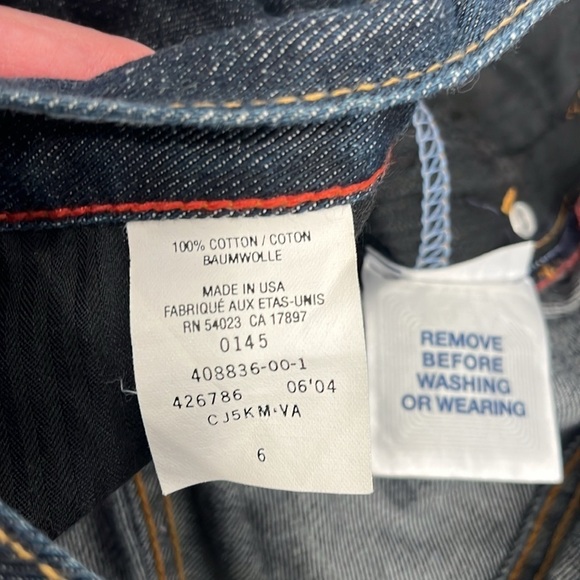 100% COTTON / COTON
BAUMWOLLE
MADE IN USA
FABRIQUÉ AUX ETAS-UNIS
RN 54023 CA 17897
0145
408836-00-1
426786 06'04
CJ5KM·VA
6
REMOVE
BEFORE
WASHING
OR WEARING